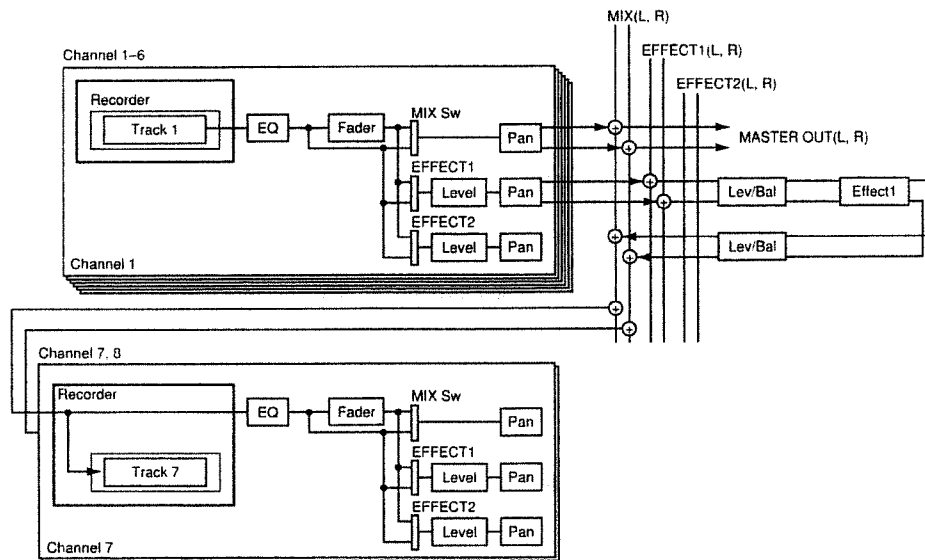 MIX(L, R)
Channel 1–6
EFFECT1(L, R)
EFFECT2(L, R)
Recorder
Track 1
EQ
Fader
MIX Sw
Pan
MASTER OUT(L, R)
EFFECT1
Level
Pan
Lev/Bal
Effect1
EFFECT2
Level
Pan
Lev/Bal
Channel 1
Channel 7, 8
Recorder
MIX Sw
EQ
Fader
Pan
EFFECT1
Track 7
Level
Pan
EFFECT2
Level
Pan
Channel 7